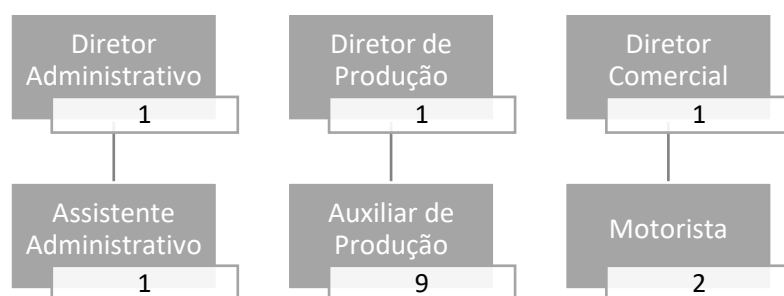 Diretor
Administrativo
1
Diretor de
Produção
1
Diretor
Comercial
1
Assistente
Administrativo
1
Auxiliar de
Produção
9
Motorista
2